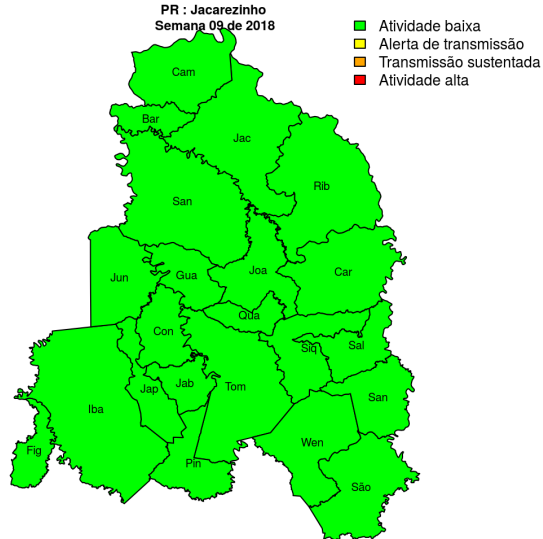 PR : Jacarezinho
Semana 09 de 2018
Atividade baixa
Alerta de transmissão
Transmissão sustentada
Atividade alta
Cam
Bar
Jac
Rib
San
Jun
Gua
Joa
Car
Qua
Con
Siq
Sal
Jap
Jab
Tom
San
Iba
Wen
Fig
Pin
São